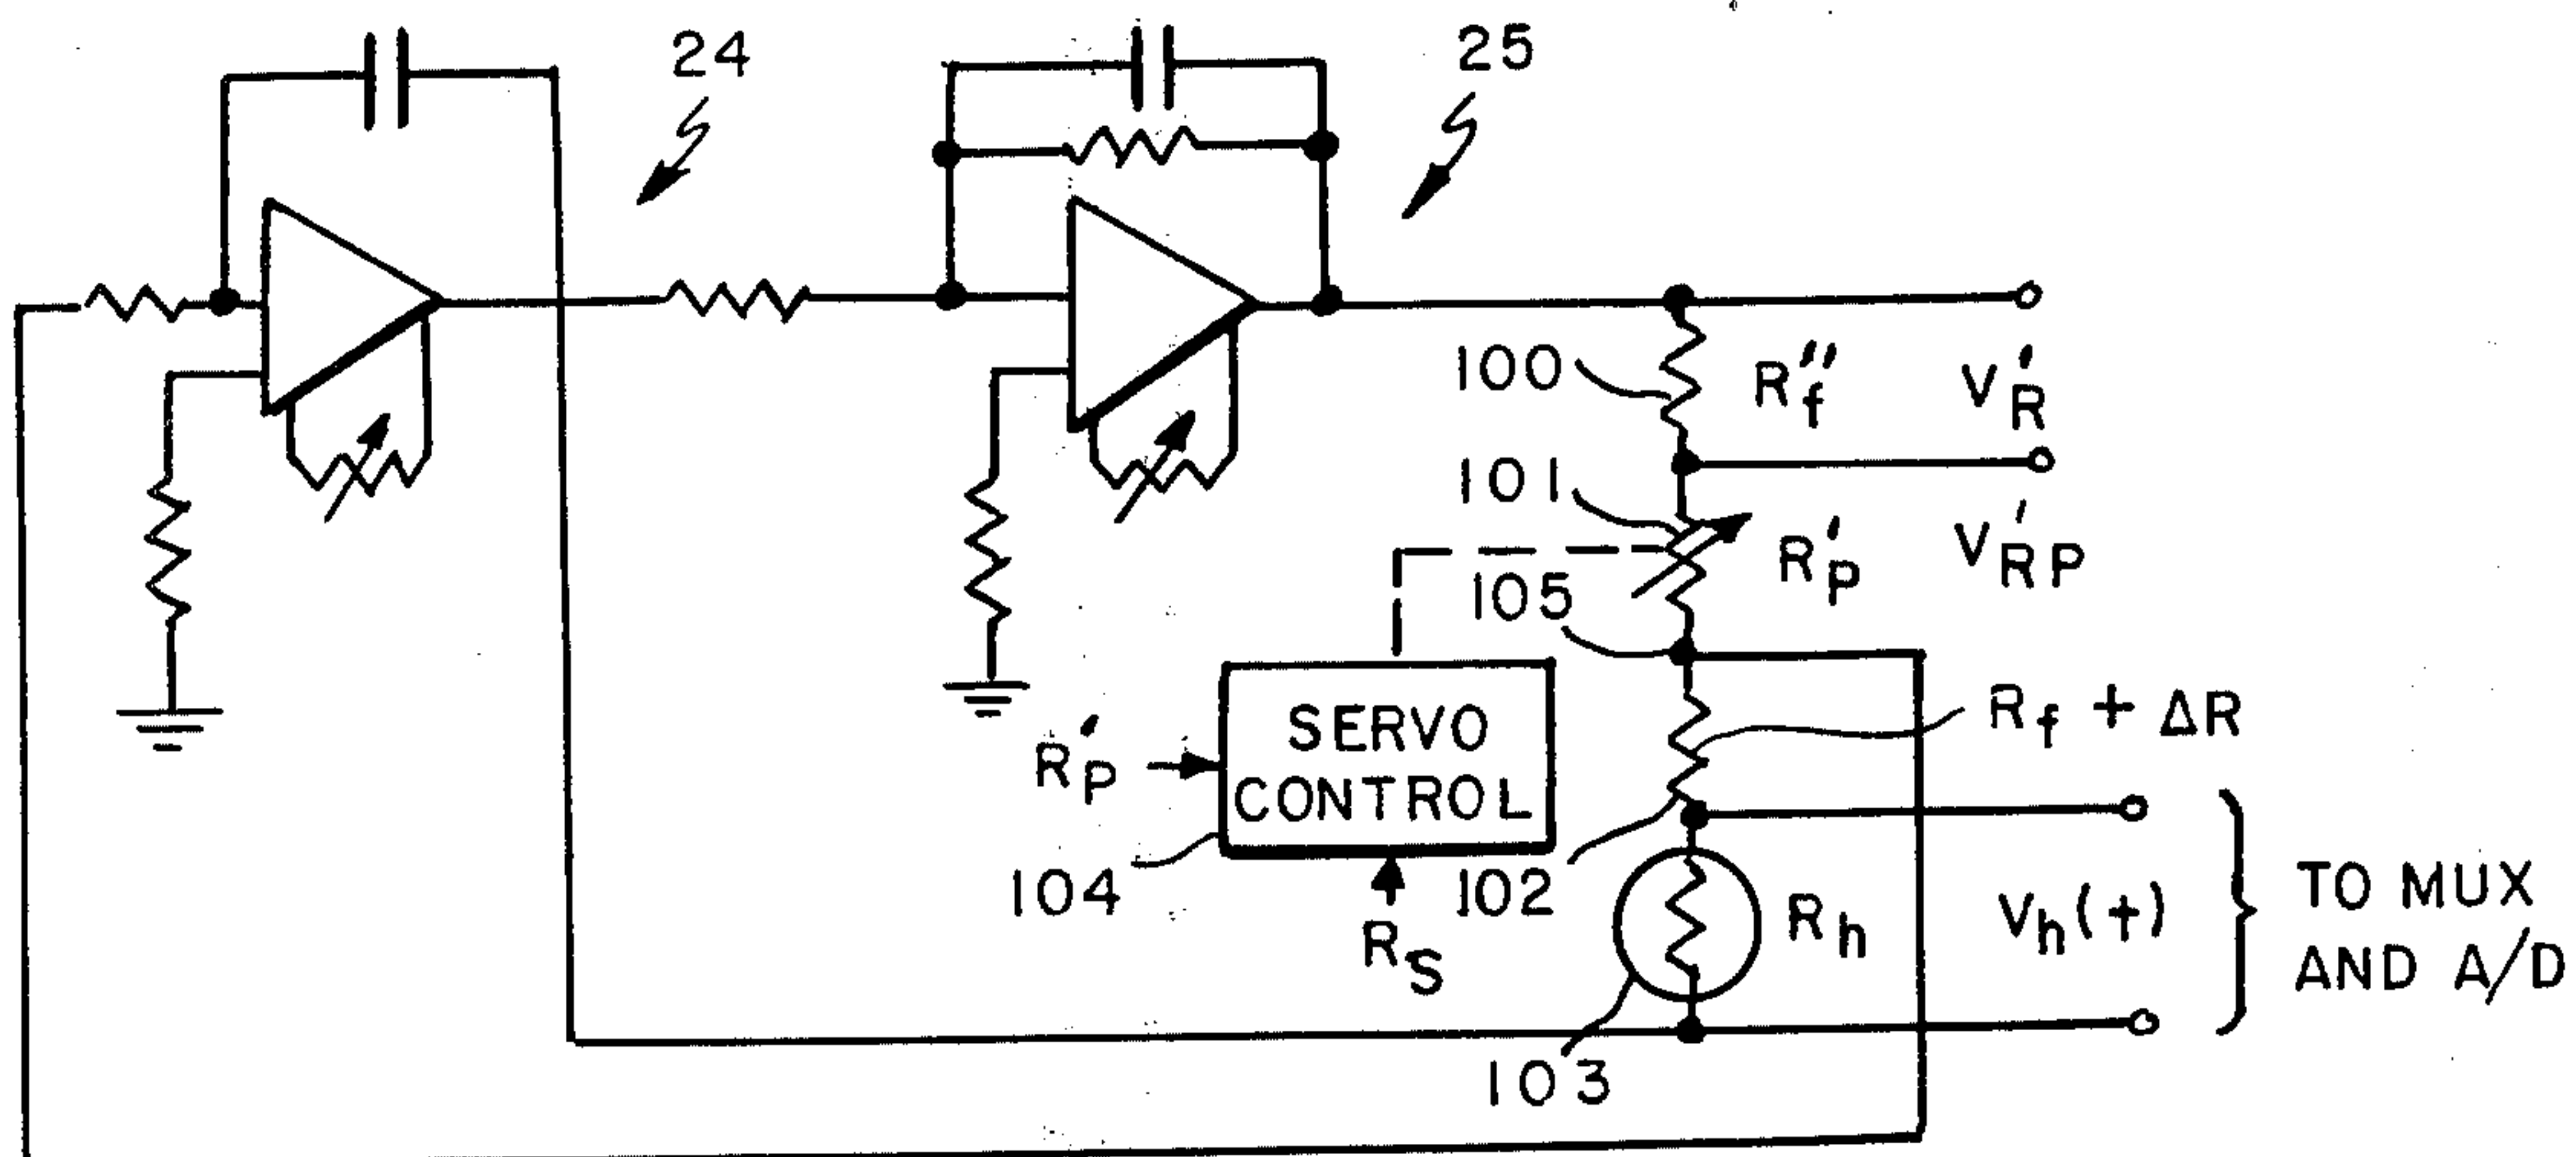 24
25
100
R''f
V'R
101
R'P
V'RP
105
SERVO
CONTROL
R'P
Rf + ΔR
104
RS
102
Rh
Vh(t)
TO MUX
AND A/D
103